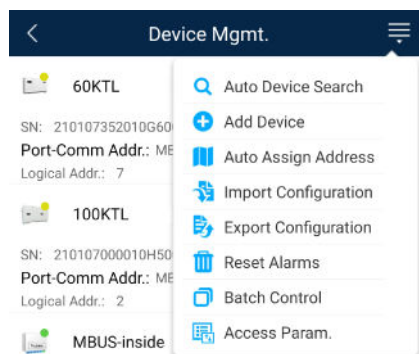 Device Mgmt.
60KTL
SN: 210107352010G60
Port-Comm Addr.: ME
Logical Addr.: 7
100KTL
SN: 210107000010H50
Port-Comm Addr.: ME
Logical Addr.: 2
MBUS-inside
Auto Device Search
Add Device
Auto Assign Address
Import Configuration
Export Configuration
Reset Alarms
Batch Control
Access Param.